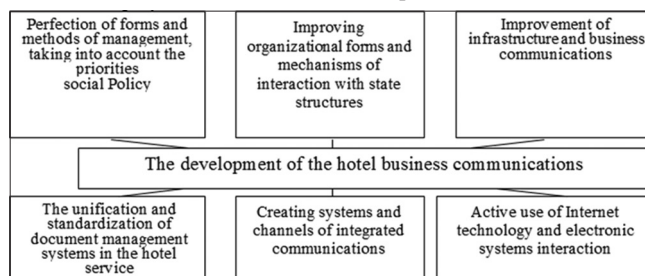 Perfection of forms and
methods of management,
taking into account the
priorities
social Policy
Improving
organizational forms and
mechanisms of
interaction with state
structures
Improvement of
infrastructure and business
communications
The development of the hotel business communications
The unification and
standardization of
document management
systems in the hotel
service
Creating systems and
channels of integrated
communications
Active use of Internet
technology and electronic
systems interaction